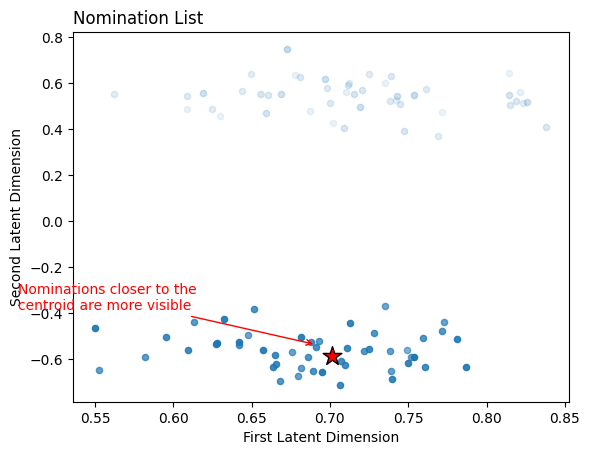 Nomination List
0.8
0.6
0.4
0.2
0.0
−0.2
−0.4
−0.6
Second Latent Dimension
Nominations closer to the
centroid are more visible
0.55 0.60 0.65 0.70 0.75 0.80 0.85
First Latent Dimension